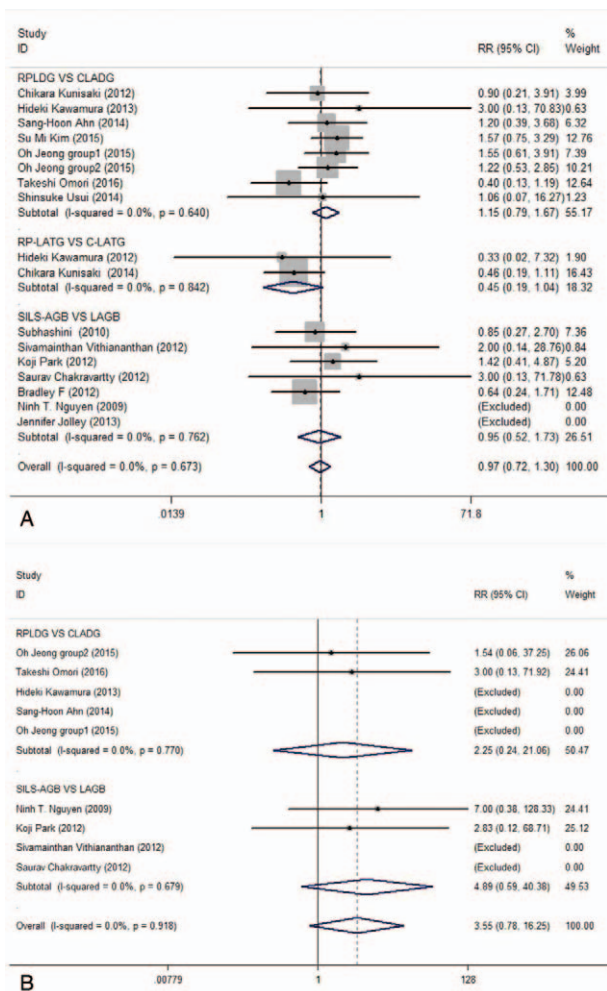 Study %
ID RR (95% CI) Weight
RPLDG VS CLADG
Chikara Kunisaki (2012) 0.90 (0.21, 3.91) 3.99
Hideki Kawamura (2013) 3.00 (0.13, 70.83) 0.63
Sang-Hoon Ahn (2014) 1.20 (0.39, 3.68) 6.32
Su Mi Kim (2015) 1.57 (0.75, 3.29) 12.76
Oh Jeong group1 (2015) 1.55 (0.61, 3.91) 7.39
Oh Jeong group2 (2015) 1.22 (0.53, 2.85) 10.21
Takeshi Omori (2016) 0.40 (0.13, 1.19) 12.64
Shinsuke Usui (2014) 1.06 (0.07, 16.27) 1.23
Subtotal (I-squared = 0.0%, p = 0.640) 1.15 (0.79, 1.67) 55.17
.
RP-LATG VS C-LATG
Hideki Kawamura (2012) 0.33 (0.02, 7.32) 1.90
Chikara Kunisaki (2014) 0.46 (0.19, 1.11) 16.43
Subtotal (I-squared = 0.0%, p = 0.842) 0.45 (0.19, 1.04) 18.32
.
SILS-AGB VS LAGB
Subhashini (2010) 0.85 (0.27, 2.70) 7.36
Sivamainthan Vithiananthan (2012) 2.00 (0.14, 28.76) 0.84
Koji Park (2012) 1.42 (0.41, 4.87) 5.20
Saurav Chakravartty (2012) 3.00 (0.13, 71.78) 0.63
Bradley F (2012) 0.64 (0.24, 1.71) 12.48
Ninh T. Nguyen (2009) (Excluded) 0.00
Jennifer Jolley (2013) (Excluded) 0.00
Subtotal (I-squared = 0.0%, p = 0.762) 0.95 (0.52, 1.73) 26.51
.
Overall (I-squared = 0.0%, p = 0.673) 0.97 (0.72, 1.30) 100.00
.0139 1 71.8
A
Study %
ID RR (95% CI) Weight
RPLDG VS CLADG
Oh Jeong group2 (2015) 1.54 (0.06, 37.25) 26.06
Takeshi Omori (2016) 3.00 (0.13, 71.92) 24.41
Hideki Kawamura (2013) (Excluded) 0.00
Sang-Hoon Ahn (2014) (Excluded) 0.00
Oh Jeong group1 (2015) (Excluded) 0.00
Subtotal (I-squared = 0.0%, p = 0.770) 2.25 (0.24, 21.06) 50.47
.
SILS-AGB VS LAGB
Ninh T. Nguyen (2009) 7.00 (0.38, 128.33) 24.41
Koji Park (2012) 2.83 (0.12, 68.71) 25.12
Sivamainthan Vithiananthan (2012) (Excluded) 0.00
Saurav Chakravartty (2012) (Excluded) 0.00
Subtotal (I-squared = 0.0%, p = 0.679) 4.89 (0.59, 40.38) 49.53
.
Overall (I-squared = 0.0%, p = 0.918) 3.55 (0.78, 16.25) 100.00
.00779 1 128
B